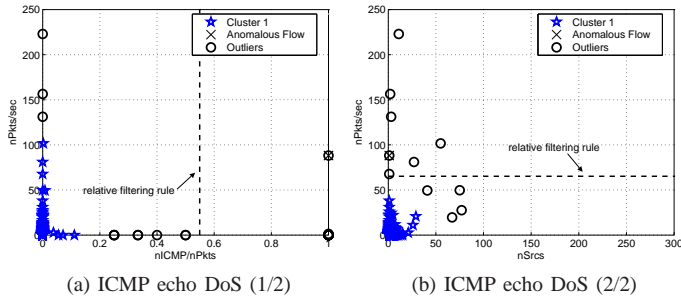 250
200
150
100
50
0
nPkts/sec
0
0.2
0.4
0.6
0.8
1
nICMP/nPkts
Cluster 1
Anomalous Flow
Outliers
relative filtering rule
(a) ICMP echo DoS (1/2)
250
200
150
100
50
0
nPkts/sec
0
50
100
150
200
250
300
nSrcs
Cluster 1
Anomalous Flow
Outliers
relative filtering rule
(b) ICMP echo DoS (2/2)